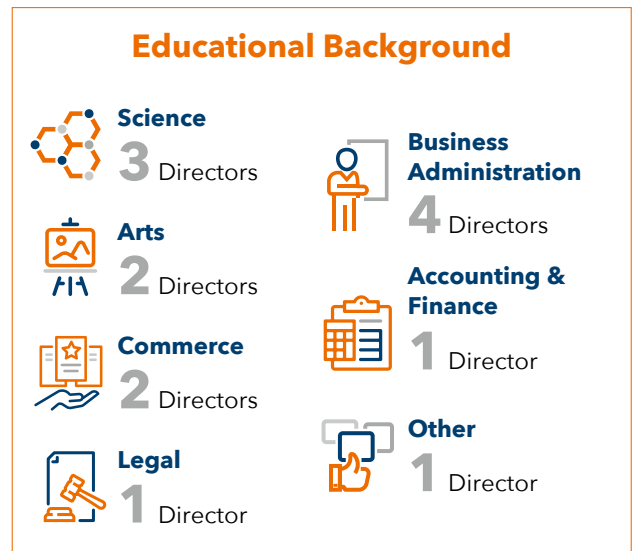 Educational Background
Science
3 Directors
Arts
2 Directors
Commerce
2 Directors
Legal
1 Director
Business
Administration
4 Directors
Accounting &
Finance
1 Director
Other
1 Director